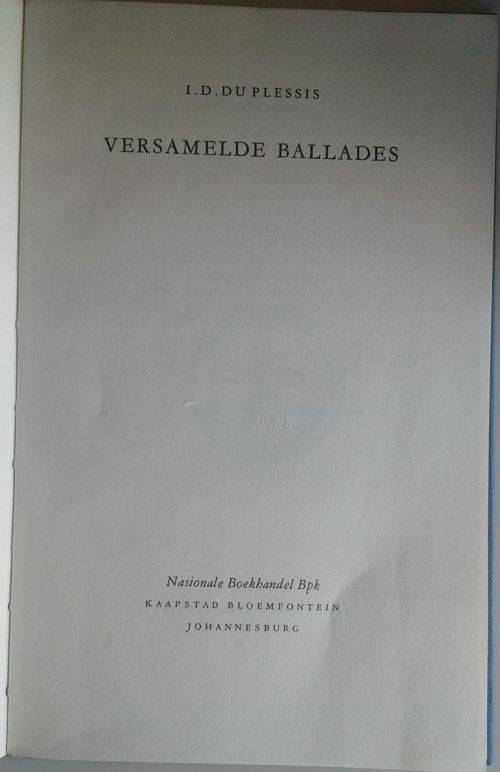 I.D.DU PLESSIS
VERSAMELDE BALLADES
Nasionale Boekhandel Bpk
KAAPSTAD BLOEMFONTEIN
JOHANNESBURG